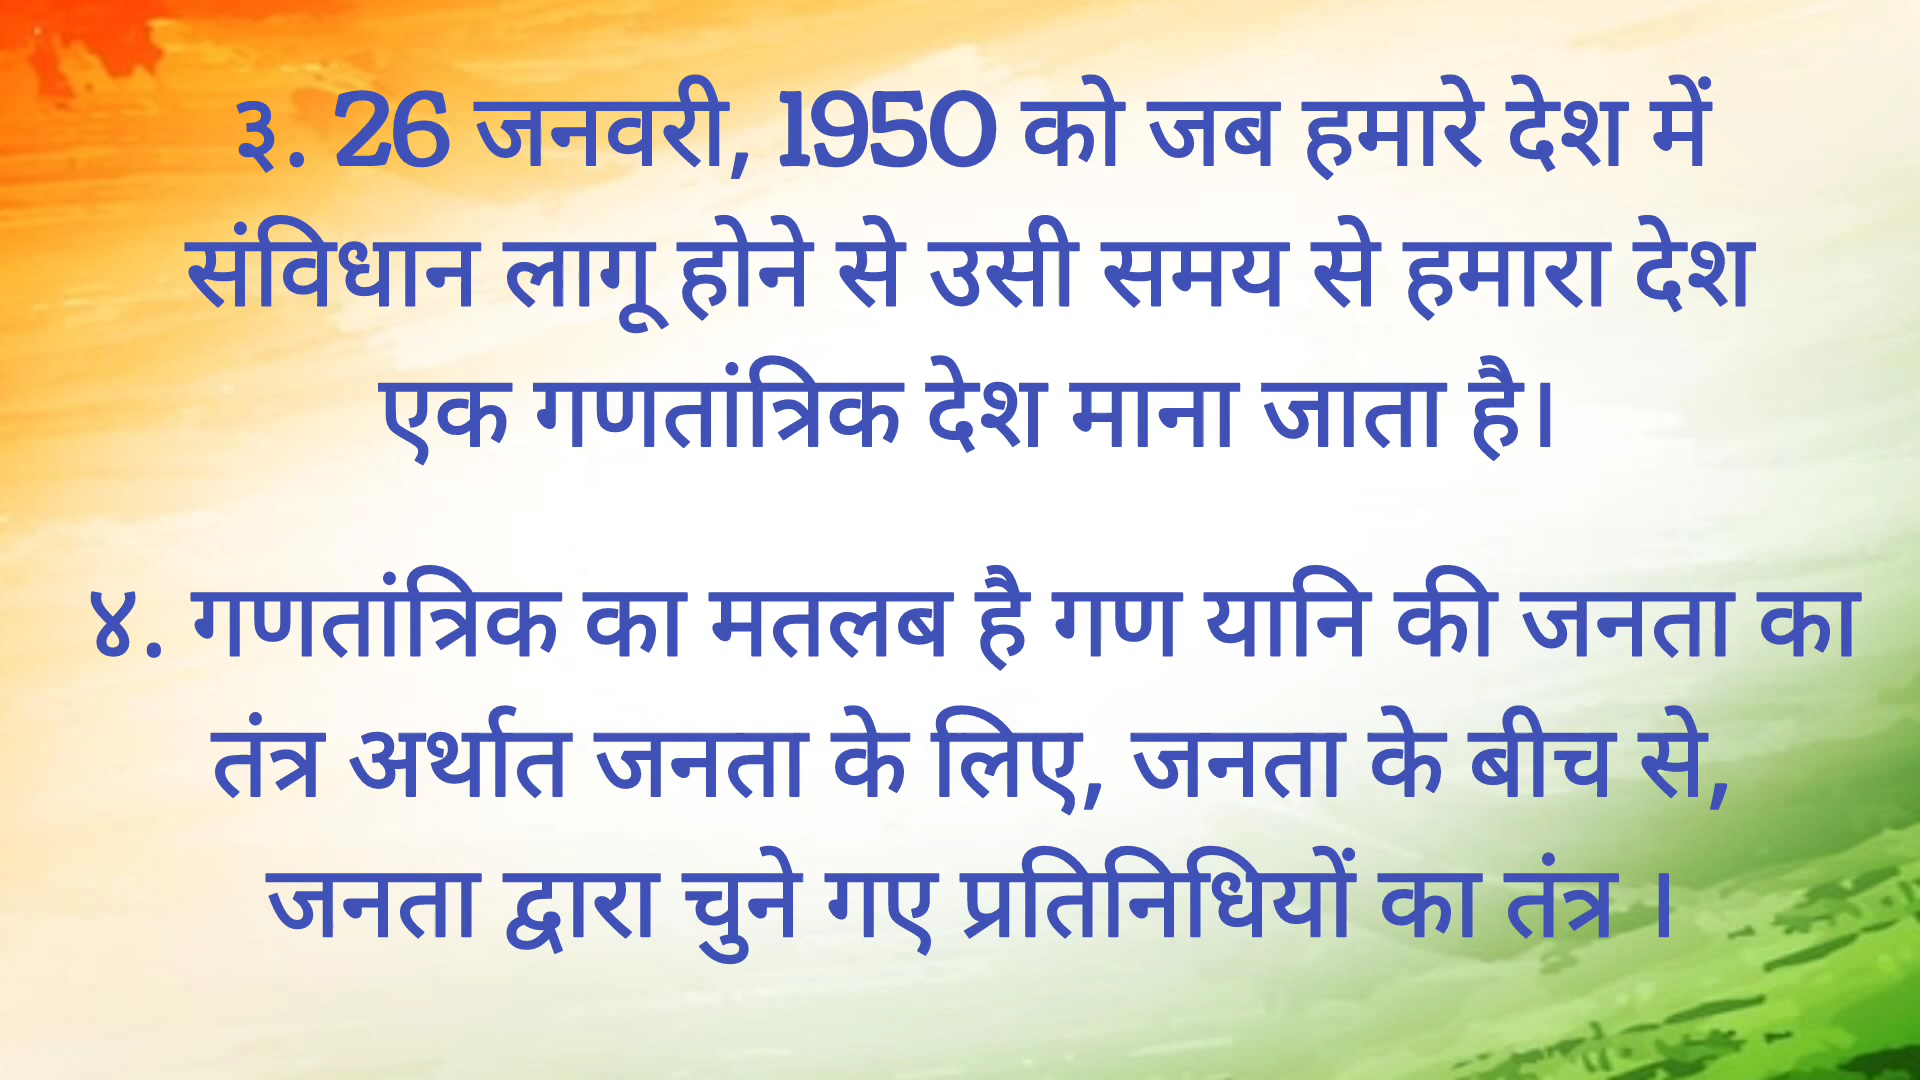 ३. 26 जनवरी, 1950 को जब हमारे देश में
संविधान लागू होने से उसी समय से हमारा देश
एक गणतांत्रिक देश माना जाता है।
४. गणतांत्रिक का मतलब है गण यानि की जनता का
तंत्र अर्थात जनता के लिए, जनता के बीच से,
जनता द्वारा चुने गए प्रतिनिधियों का तंत्र ।